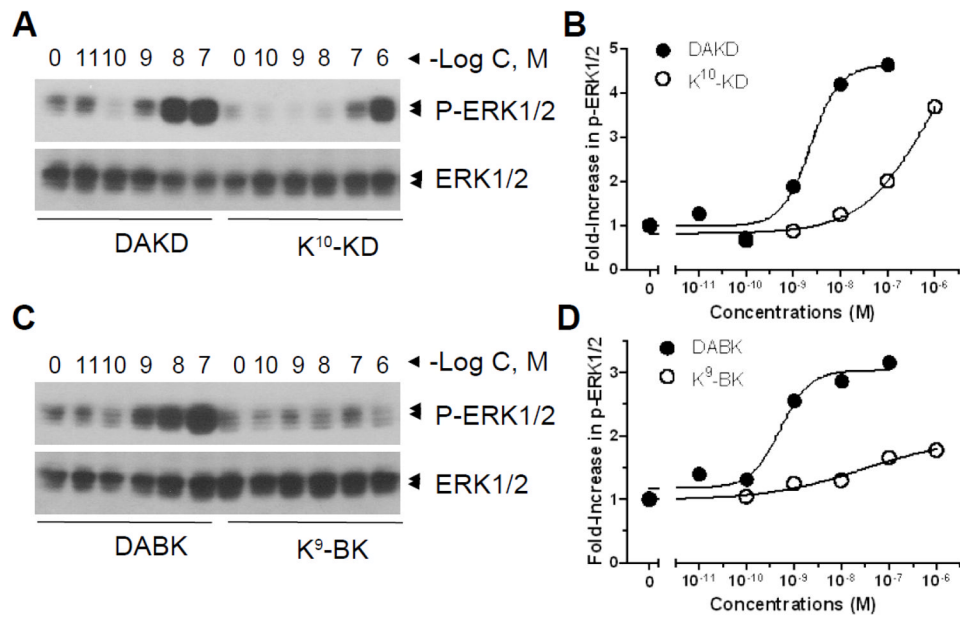 A
0 11 10 9 8 7 0 10 9 8 7 6 -Log C, M
P-ERK1/2
ERK1/2
DAKD K¹⁰-KD
B
DAKD
K¹⁰-KD
Fold-Increase in p-ERK1/2
5
4
3
2
1
0
0 10⁻¹¹ 10⁻¹⁰ 10⁻⁹ 10⁻⁸ 10⁻⁷ 10⁻⁶
Concentrations (M)
C
0 11 10 9 8 7 0 10 9 8 7 6 -Log C, M
P-ERK1/2
ERK1/2
DABK K⁹-BK
D
DABK
K⁹-BK
Fold-Increase in p-ERK1/2
3
2
1
0
0 10⁻¹¹ 10⁻¹⁰ 10⁻⁹ 10⁻⁸ 10⁻⁷ 10⁻⁶
Concentrations (M)